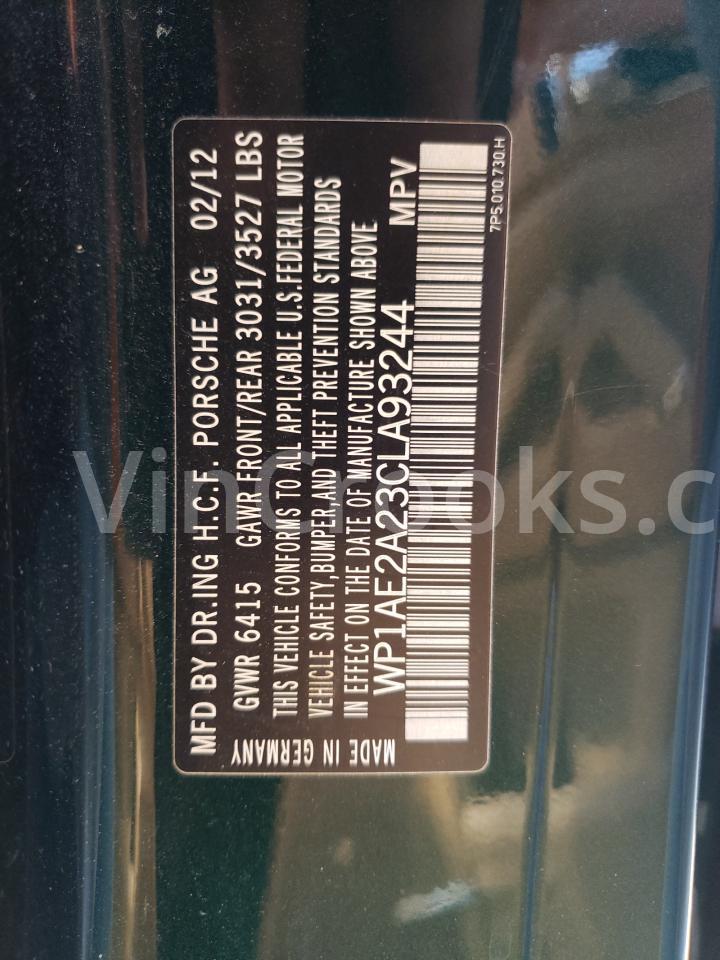 MFD BY DR.ING H.C.F. PORSCHE AG 02/12
GVWR 6415 GAWR FRONT/REAR 3031/3527 LBS
THIS VEHICLE CONFORMS TO ALL APPLICABLE U.S.FEDERAL MOTOR
VEHICLE SAFETY,BUMPER,AND THEFT PREVENTION STANDARDS
IN EFFECT ON THE DATE OF MANUFACTURE SHOWN ABOVE
WP1AE2A23CLA93244 MPV
MADE IN GERMANY
7P5.010.730.H
VinCrooks.c